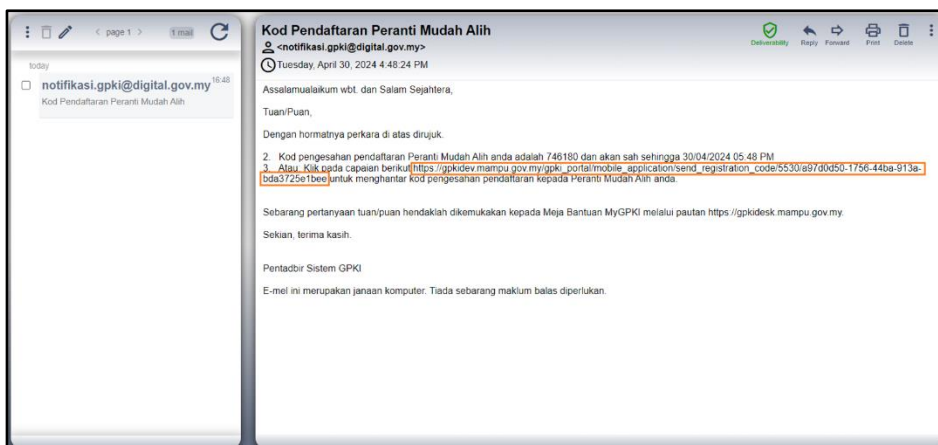 < page 1 >
1 mail
today
notifikasi.gpki@digital.gov.my
16:48
Kod Pendaftaran Peranti Mudah Alih
Kod Pendaftaran Peranti Mudah Alih
<notifikasi.gpki@digital.gov.my>
Tuesday, April 30, 2024 4:48:24 PM
Deliverability Reply Forward Print Delete
Assalamualaikum wbt. dan Salam Sejahtera,
Tuan/Puan,
Dengan hormatnya perkara di atas dirujuk.
2. Kod pengesahan pendaftaran Peranti Mudah Alih anda adalah 746180 dan akan sah sehingga 30/04/2024 05:48 PM
3. Atau. Klik pada capaian berikut https://gpkidev.mampu.gov.my/gpki_portal/mobile_application/send_registration_code/5530/a97d0d50-1756-44ba-913a-
bda3725e1bee untuk menghantar kod pengesahan pendaftaran kepada Peranti Mudah Alih anda.
Sebarang pertanyaan tuan/puan hendaklah dikemukakan kepada Meja Bantuan MyGPKI melalui pautan https://gpkidesk.mampu.gov.my.
Sekian, terima kasih.
Pentadbir Sistem GPKI
E-mel ini merupakan janaan komputer. Tiada sebarang maklum balas diperlukan.